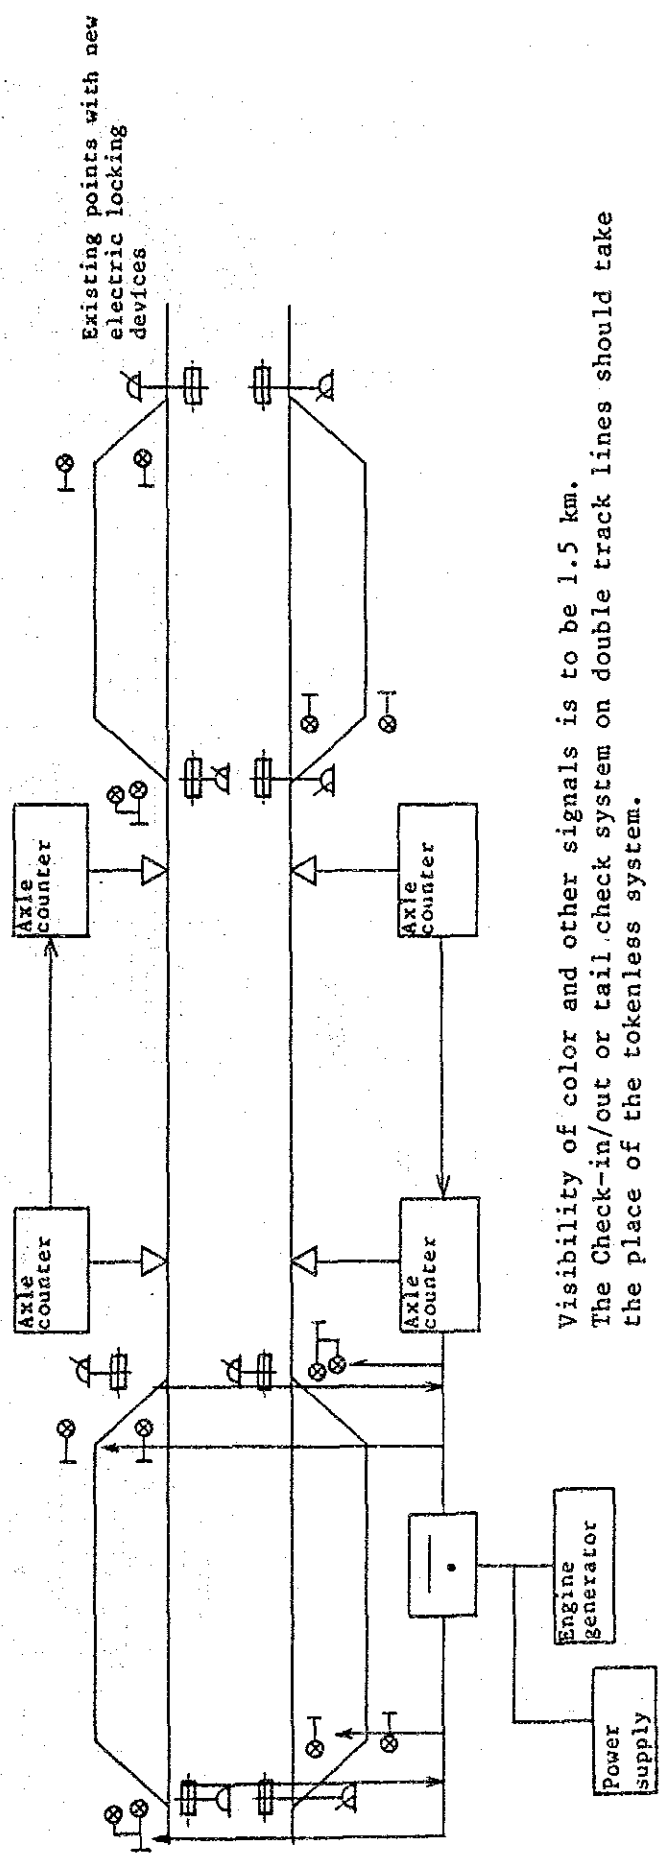 Existing points with new
electric locking
devices
Axle
counter
Axle
counter
Axle
counter
Axle
counter
Engine
generator
Power
supply
Visibility of color and other signals is to be 1.5 km.
The Check-in/out or tail check system on double track lines should take
the place of the tokenless system.